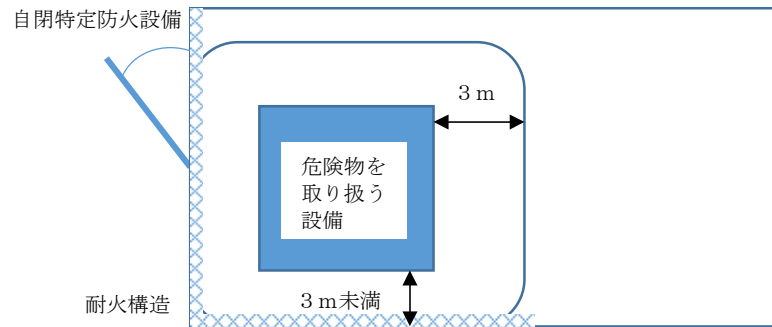 自閉特定防火設備
３ｍ
危険物を
取り扱う
設備
３ｍ未満
耐火構造